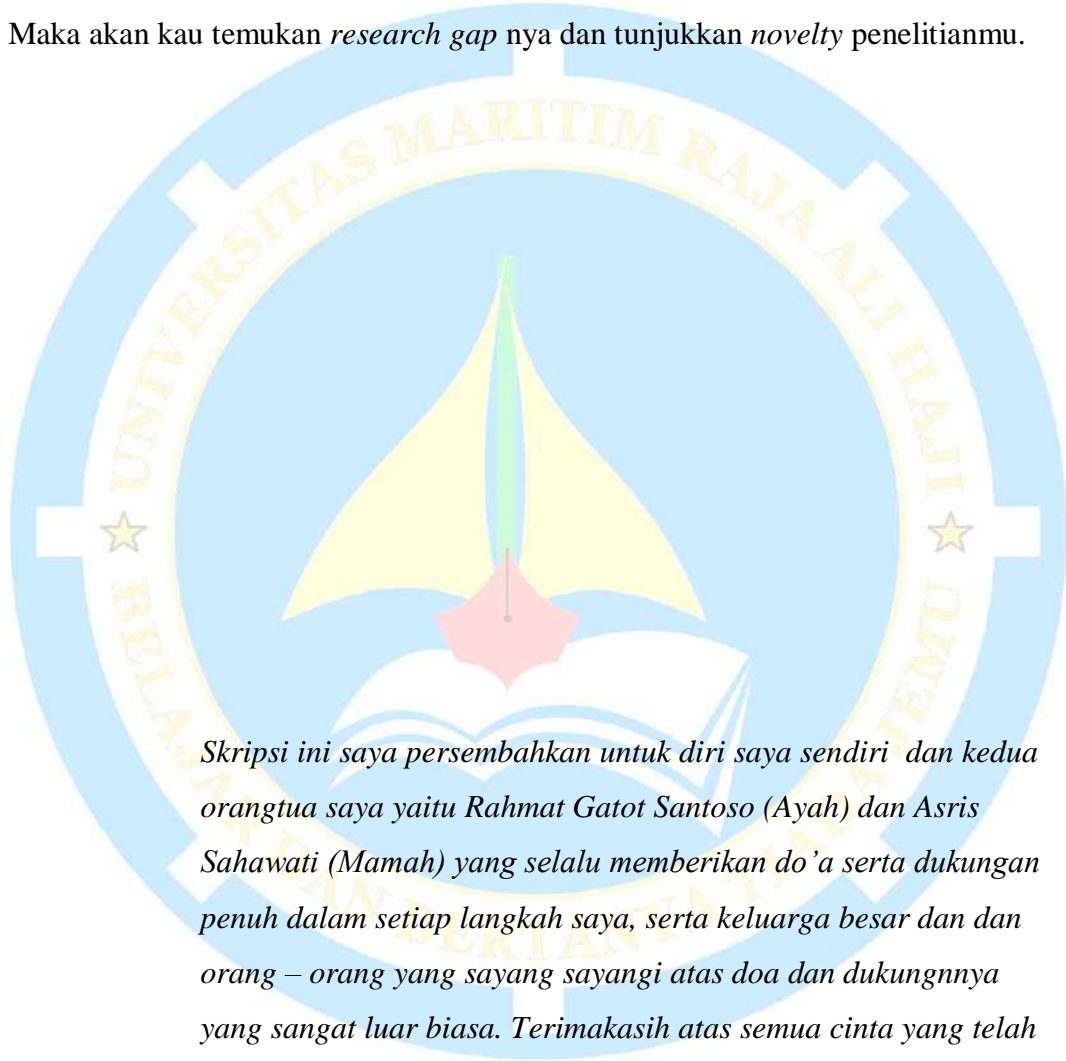 Maka akan kau temukan research gap nya dan tunjukkan novelty penelitianmu.
UNIVERSITAS MARITIM RAJA ALI HAJI
BELAJAR DAN BERTANYA TIADA JEMU
Skripsi ini saya persembahkan untuk diri saya sendiri dan kedua
orangtua saya yaitu Rahmat Gatot Santoso (Ayah) dan Asris
Sahawati (Mamah) yang selalu memberikan do’a serta dukungan
penuh dalam setiap langkah saya, serta keluarga besar dan dan
orang – orang yang sayang sayangi atas doa dan dukungnnya
yang sangat luar biasa. Terimakasih atas semua cinta yang telah